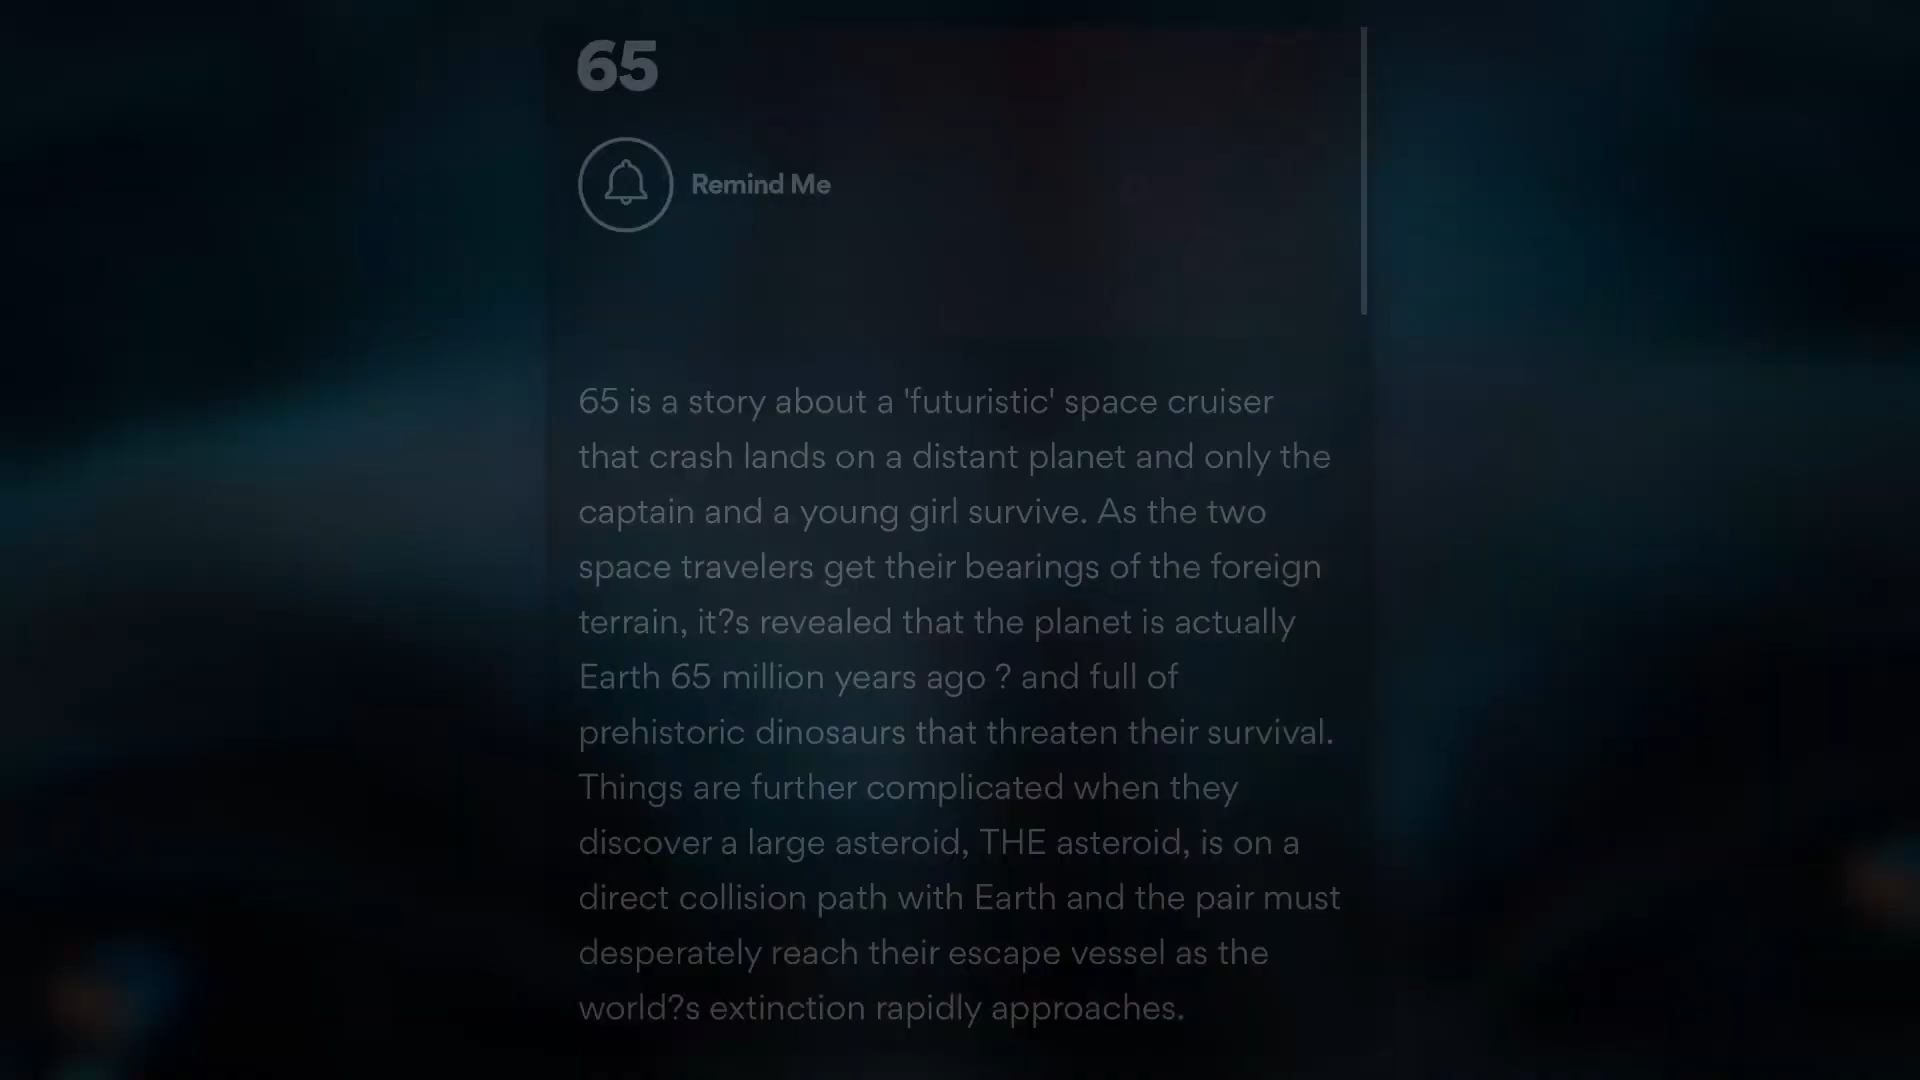 65
Remind Me
65 is a story about a 'futuristic' space cruiser
that crash lands on a distant planet and only the
captain and a young girl survive. As the two
space travelers get their bearings of the foreign
terrain, it?s revealed that the planet is actually
Earth 65 million years ago ? and full of
prehistoric dinosaurs that threaten their survival.
Things are further complicated when they
discover a large asteroid, THE asteroid, is on a
direct collision path with Earth and the pair must
desperately reach their escape vessel as the
world?s extinction rapidly approaches.